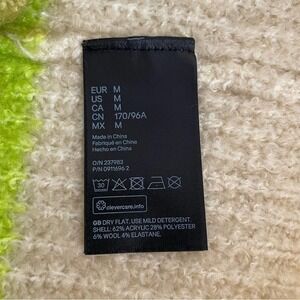 EUR M
US M
CA M
CN 170/96A
MX M
Made in China
Fabriqué en Chine
Hecho en China
O/N 237983
P/N 0911696 2
30
clevercare.info
GB DRY FLAT. USE MILD DETERGENT.
SHELL: 62% ACRYLIC 28% POLYESTER
6% WOOL 4% ELASTANE.